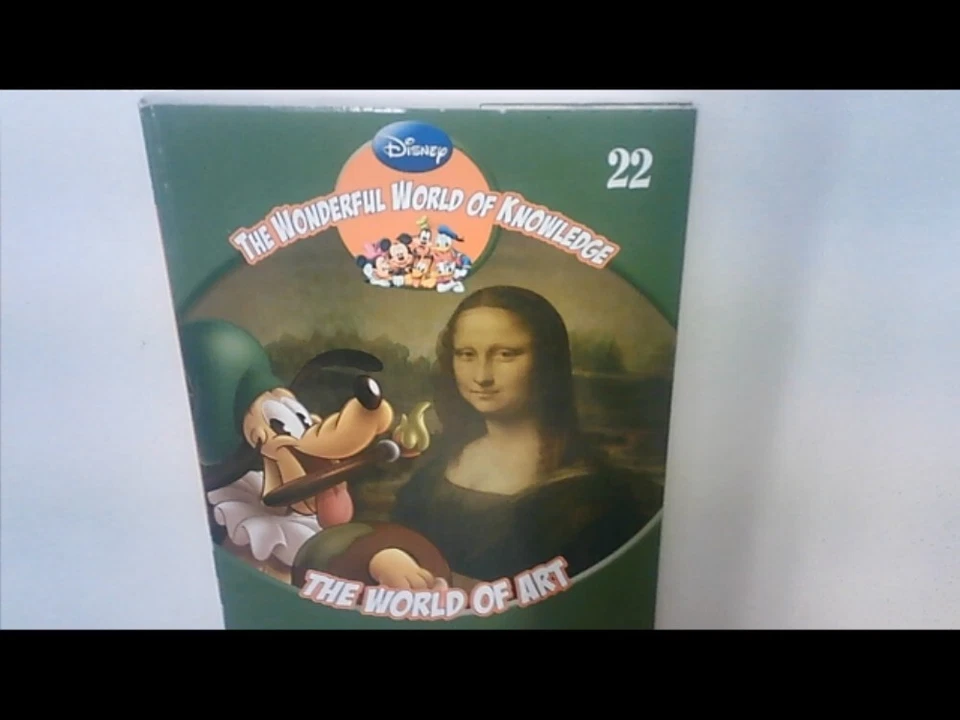 Disney
22
The Wonderful World of Knowledge
The World of Art